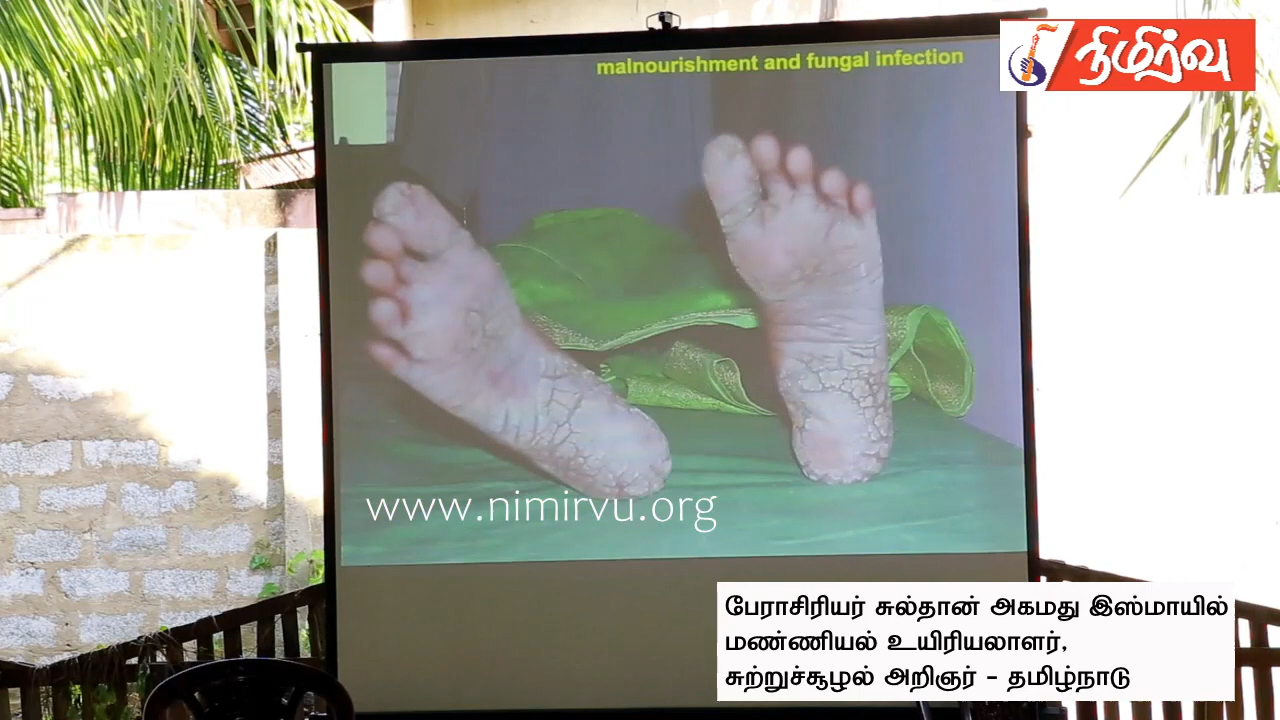 malnourishment and fungal infection
நிமிர்வு
www.nimirvu.org
பேராசிரியர் சுல்தான் அகமது இஸ்மாயில்
மண்ணியல் உயிரியலாளர்,
சுற்றுச்சூழல் அறிஞர் - தமிழ்நாடு